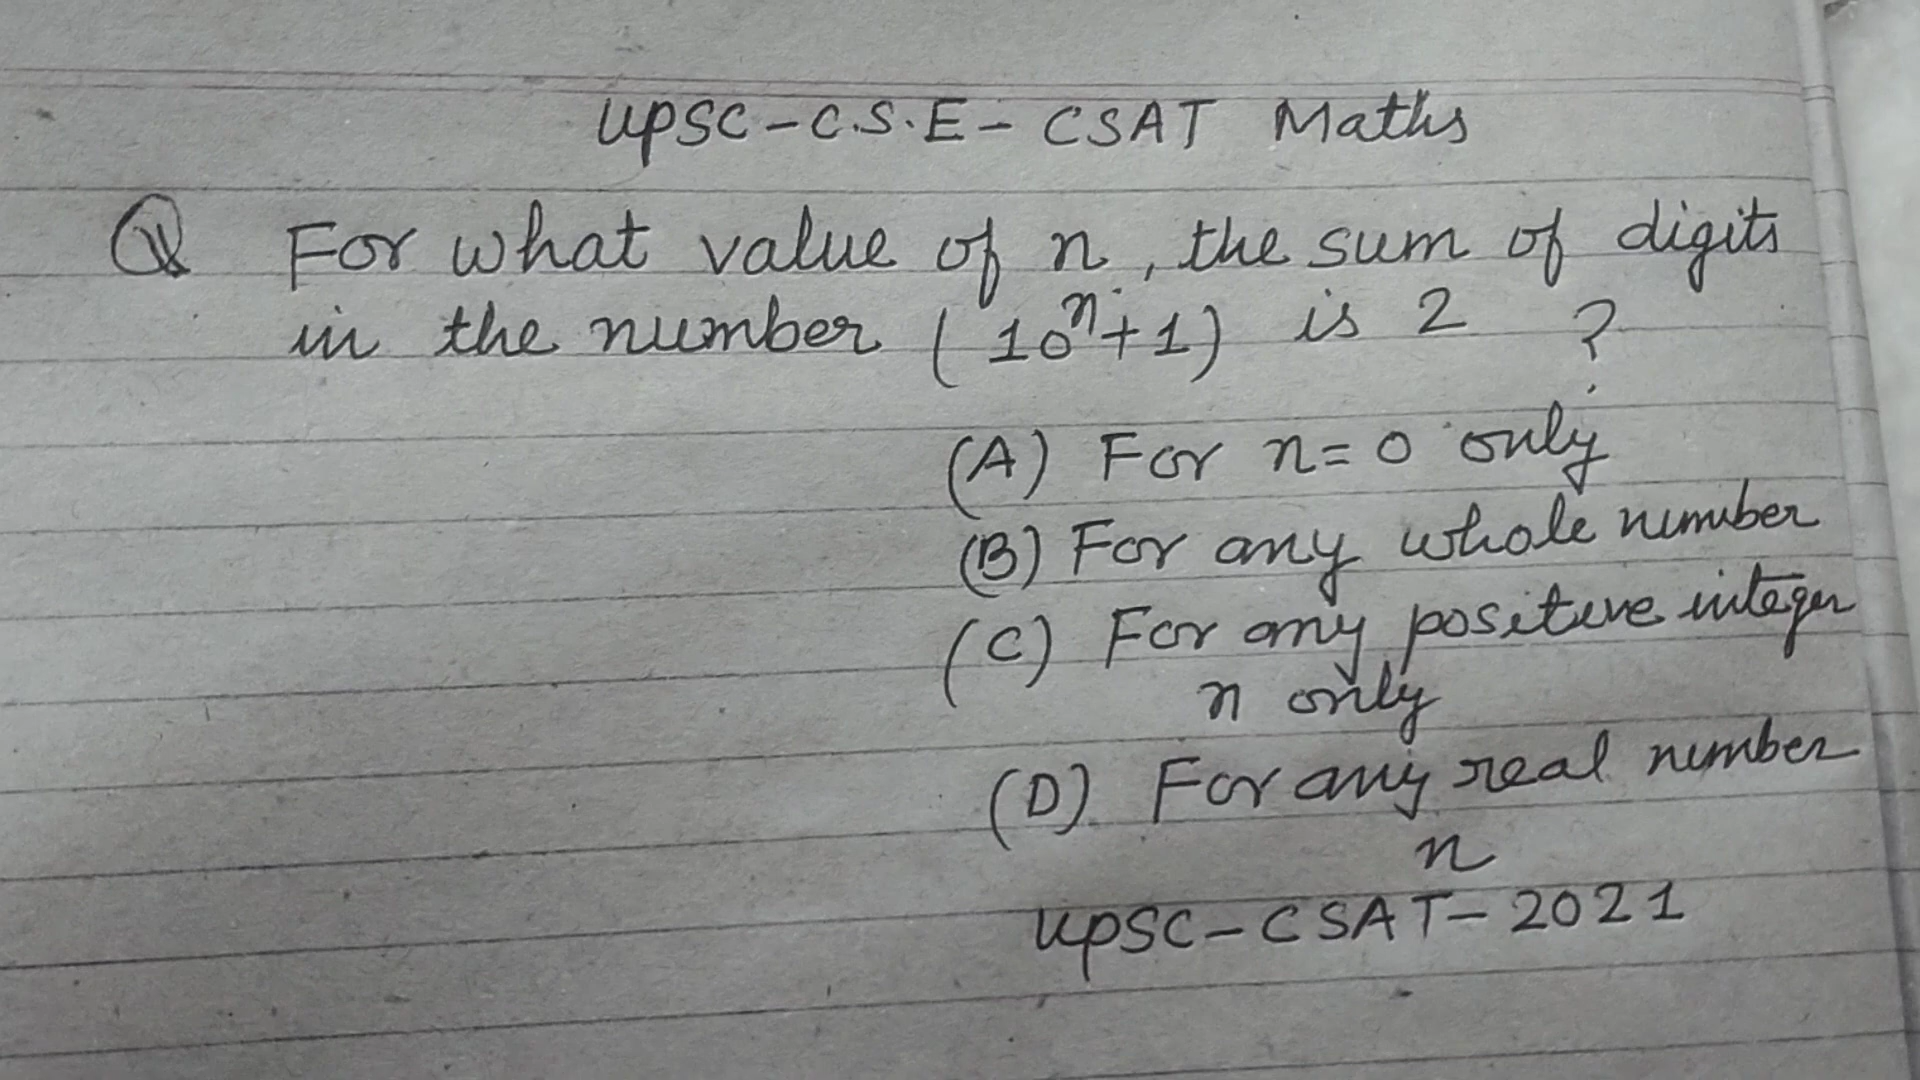 UPSC-C.S.E- CSAT Maths
Q For what value of n, the sum of digits
in the number (10ⁿ+1) is 2 ?
(A) For n=0 only
(B) For any whole number
(C) For any positive integer
n only
(D) For any real number
n
UPSC-CSAT-2021